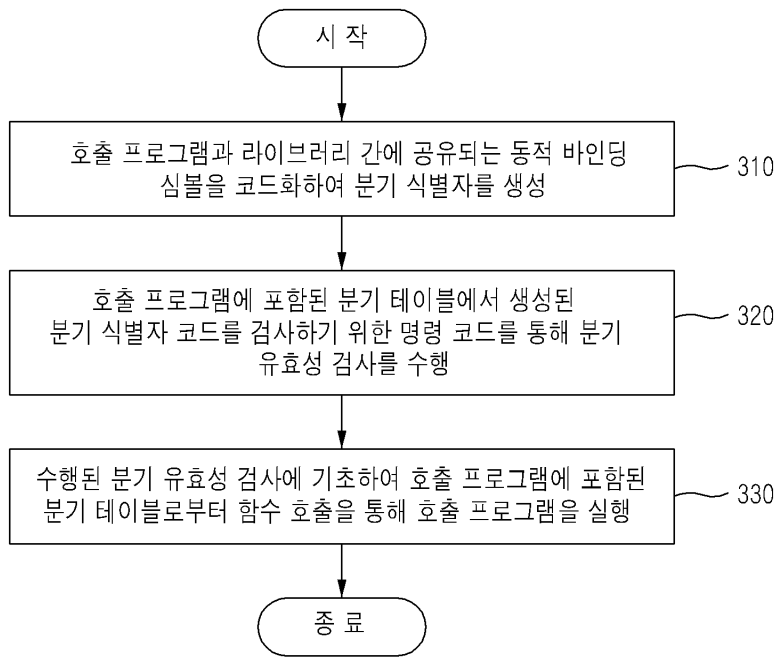 시 작
호출 프로그램과 라이브러리 간에 공유되는 동적 바인딩
심볼을 코드화하여 분기 식별자를 생성
310
호출 프로그램에 포함된 분기 테이블에서 생성된
분기 식별자 코드를 검사하기 위한 명령 코드를 통해 분기
유효성 검사를 수행
320
수행된 분기 유효성 검사에 기초하여 호출 프로그램에 포함된
분기 테이블로부터 함수 호출을 통해 호출 프로그램을 실행
330
종 료